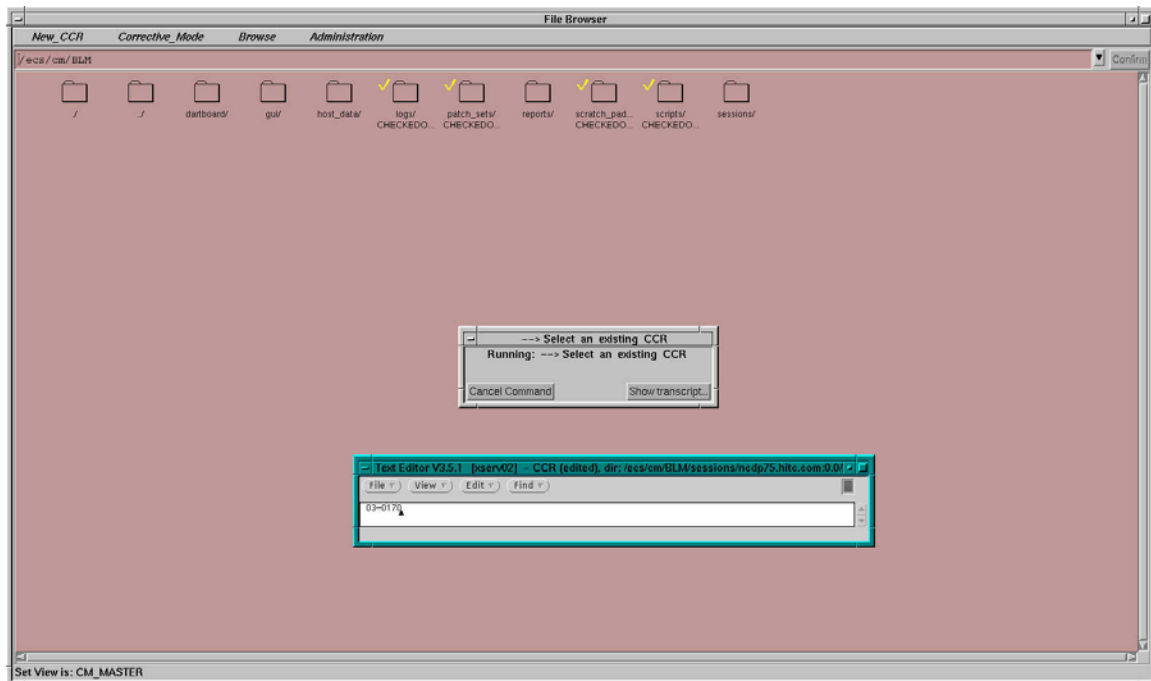 File Browser
New_CCR Corrective_Mode Browse Administration
/ecs/cm/BLM Confirm
./ ../ dartboard/ gui/ host_data/ logs/ patch_sets/ reports/ scratch_pad... scripts/ sessions/
CHECKEDO... CHECKEDO... CHECKEDO... CHECKEDO...
--> Select an existing CCR
Running: --> Select an existing CCR
Cancel Command Show transcript...
Text Editor V3.5.1 [xserv02] - CCR (edited), dir; /ecs/cm/BLM/sessions/ncdp75.hitc.com:0.0/
File View Edit Find
03-0170
Set View is: CM_MASTER